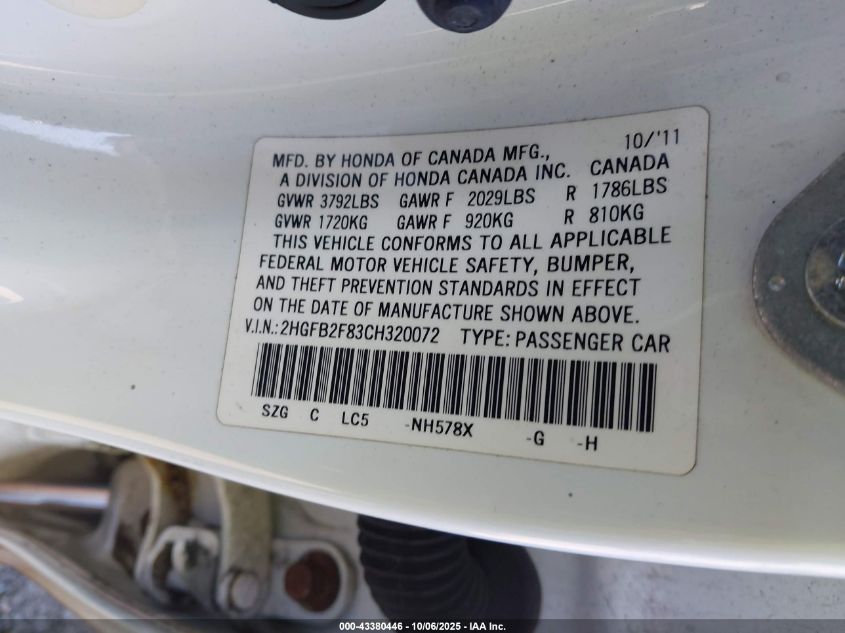 10/'11
MFD. BY HONDA OF CANADA MFG.,
A DIVISION OF HONDA CANADA INC. CANADA
GVWR 3792LBS GAWR F 2029LBS R 1786LBS
GVWR 1720KG GAWR F 920KG R 810KG
THIS VEHICLE CONFORMS TO ALL APPLICABLE
FEDERAL MOTOR VEHICLE SAFETY, BUMPER,
AND THEFT PREVENTION STANDARDS IN EFFECT
ON THE DATE OF MANUFACTURE SHOWN ABOVE.
V.I.N.:2HGFB2F83CH320072 TYPE:PASSENGER CAR
SZG C LC5 -NH578X -G -H
000-43380446 - 10/06/2025 - IAA Inc.